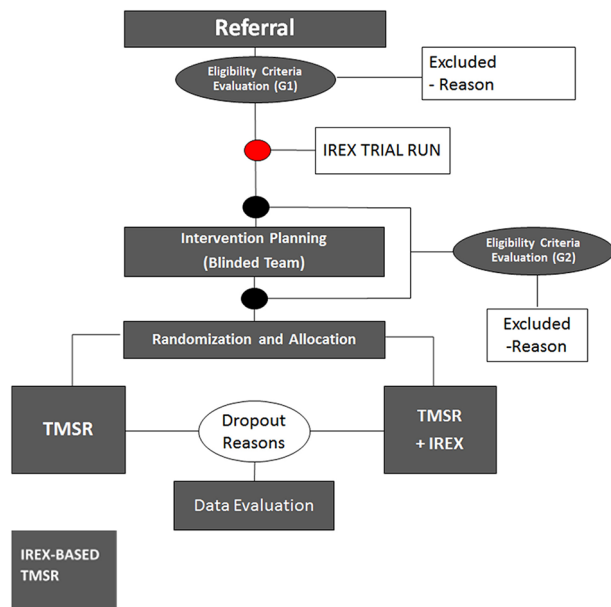 Referral
Eligibility Criteria
Evaluation (G1)
Excluded
- Reason
IREX TRIAL RUN
Intervention Planning
(Blinded Team)
Eligibility Criteria
Evaluation (G2)
Excluded
-Reason
Randomization and Allocation
TMSR
Dropout
Reasons
TMSR
+ IREX
Data Evaluation
IREX-BASED
TMSR